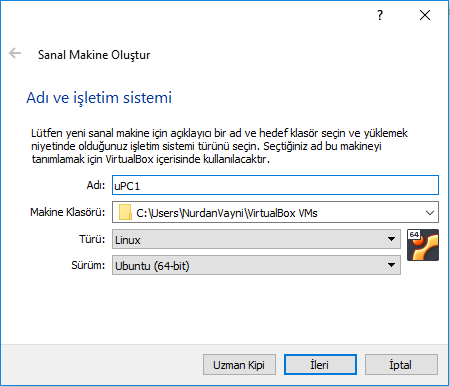 ?
Sanal Makine Oluştur
Adı ve işletim sistemi
Lütfen yeni sanal makine için açıklayıcı bir ad ve hedef klasör seçin ve yüklemek
niyetinde olduğunuz işletim sistemi türünü seçin. Seçtiğiniz ad bu makineyi
tanımlamak için VirtualBox içerisinde kullanılacaktır.
Adı: uPC1
Makine Klasörü: C:\Users\NurdanVayni\VirtualBox VMs
Türü: Linux
64
Sürüm: Ubuntu (64-bit)
Uzman Kipi İleri İptal